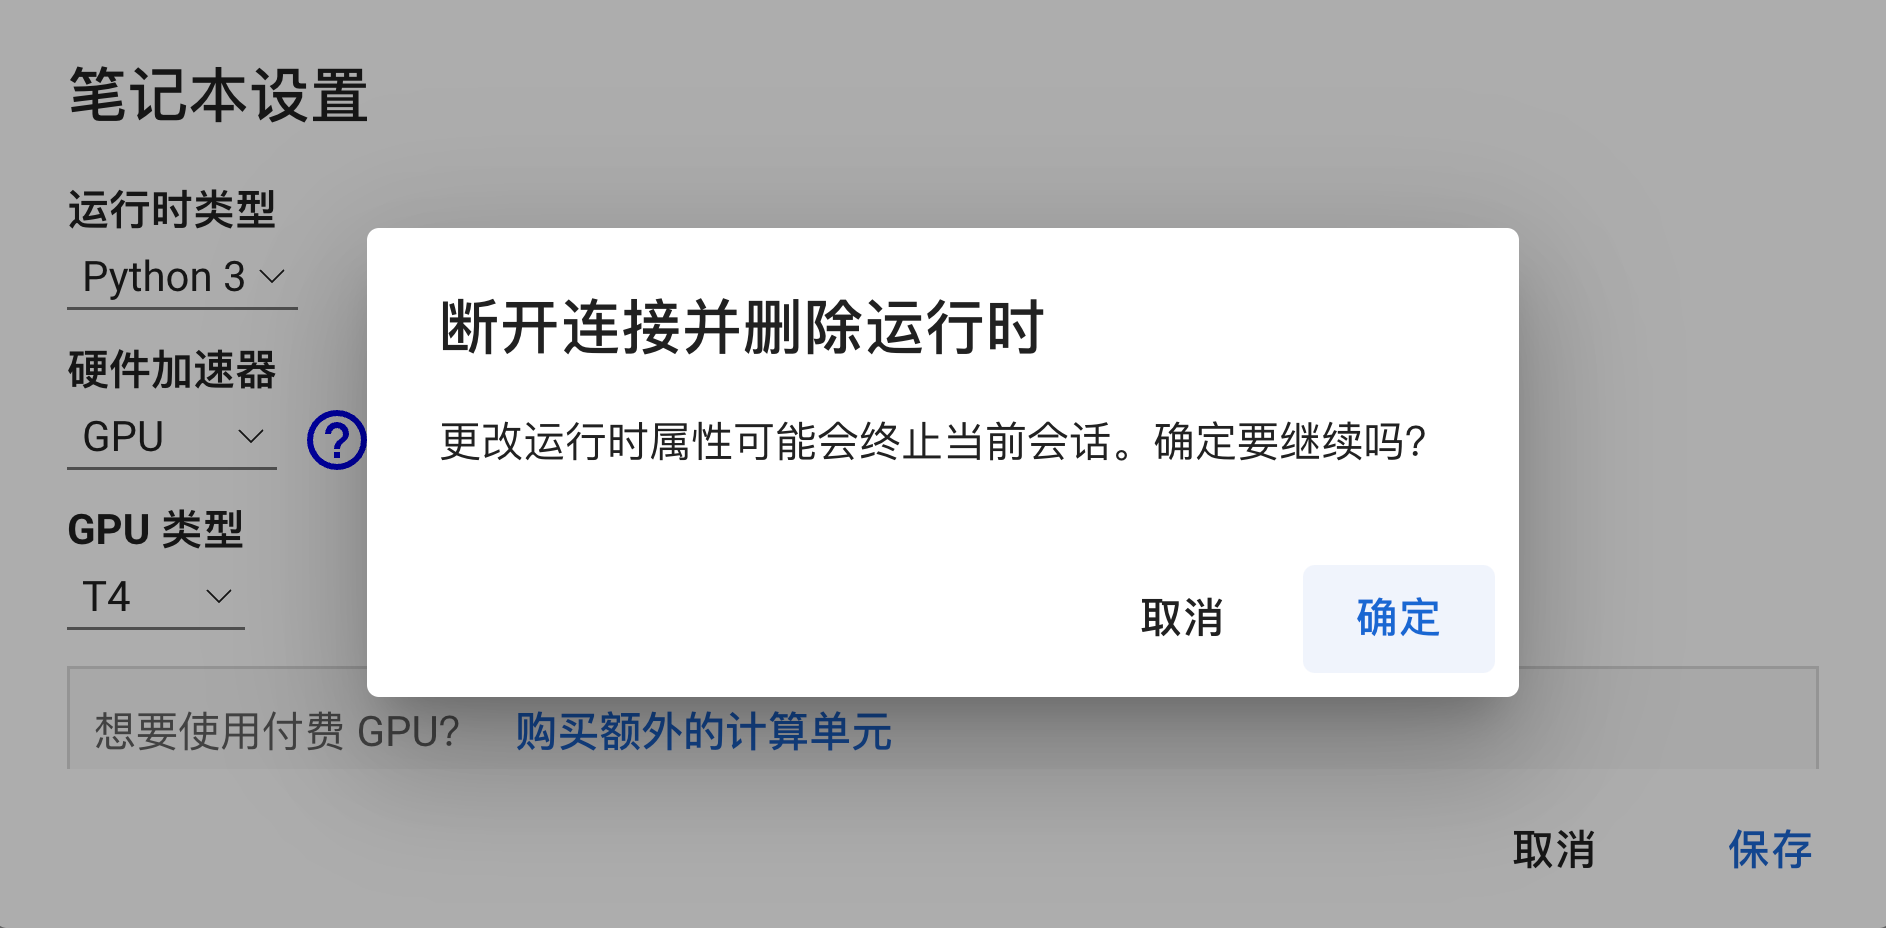 笔记本设置
运行时类型
Python 3
硬件加速器
GPU
?
GPU 类型
T4
断开连接并删除运行时
更改运行时属性可能会终止当前会话。确定要继续吗?
取消
确定
想要使用付费 GPU? 购买额外的计算单元
取消
保存